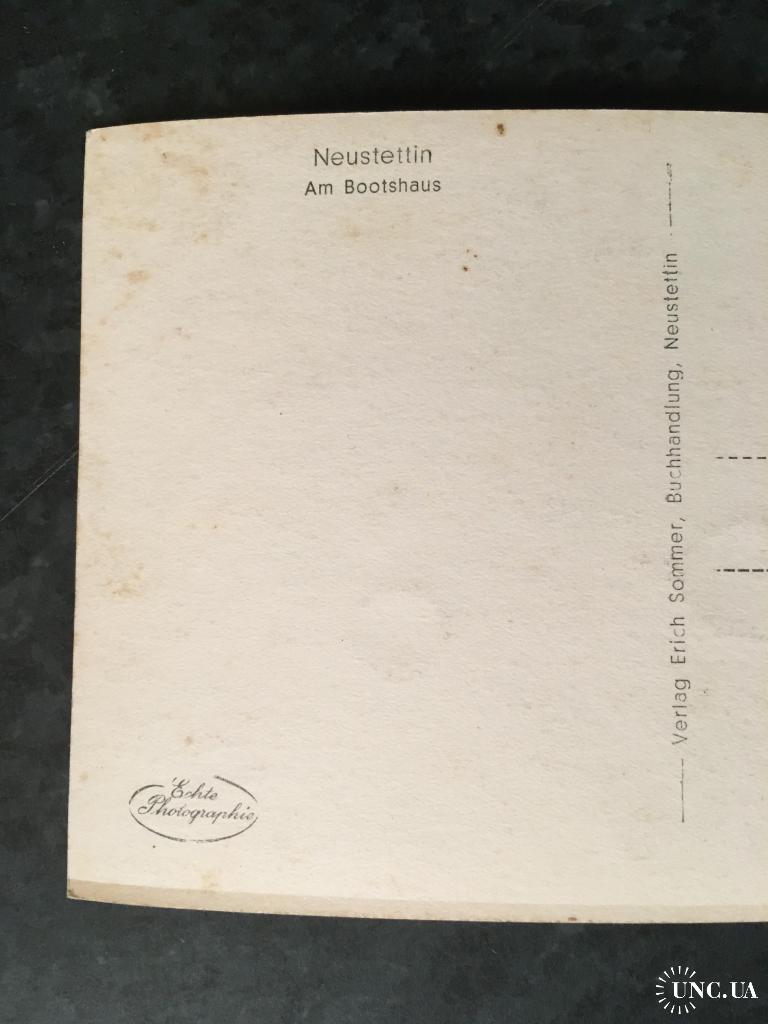 Neustettin
Am Bootshaus
Verlag Erich Sommer, Buchhandlung, Neustettin
Echte
Photographie
UNC.UA